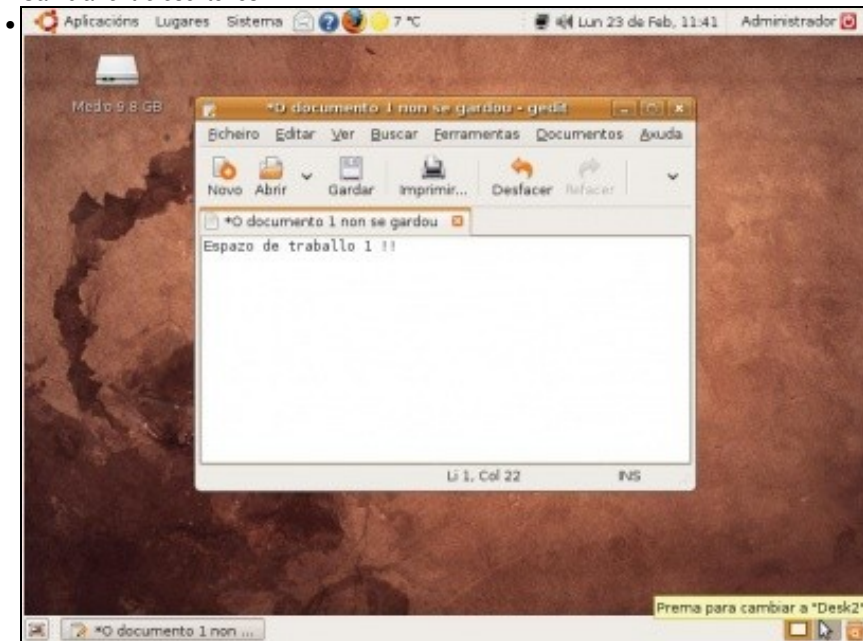 Aplicacións Lugares Sistema 7 °C Lun 23 de Feb, 11:41 Administrador
Medio 9.8 GB
*O documento 1 non se gardou - gedit
Ficheiro Editar Ver Buscar Ferramentas Documentos Axuda
Novo Abrir Gardar Imprimir... Desfacer Refacer
*O documento 1 non se gardou
Espazo de traballo 1 !!
Li 1, Col 22 INS
Prema para cambiar a "Desk2"
*O documento 1 non ...